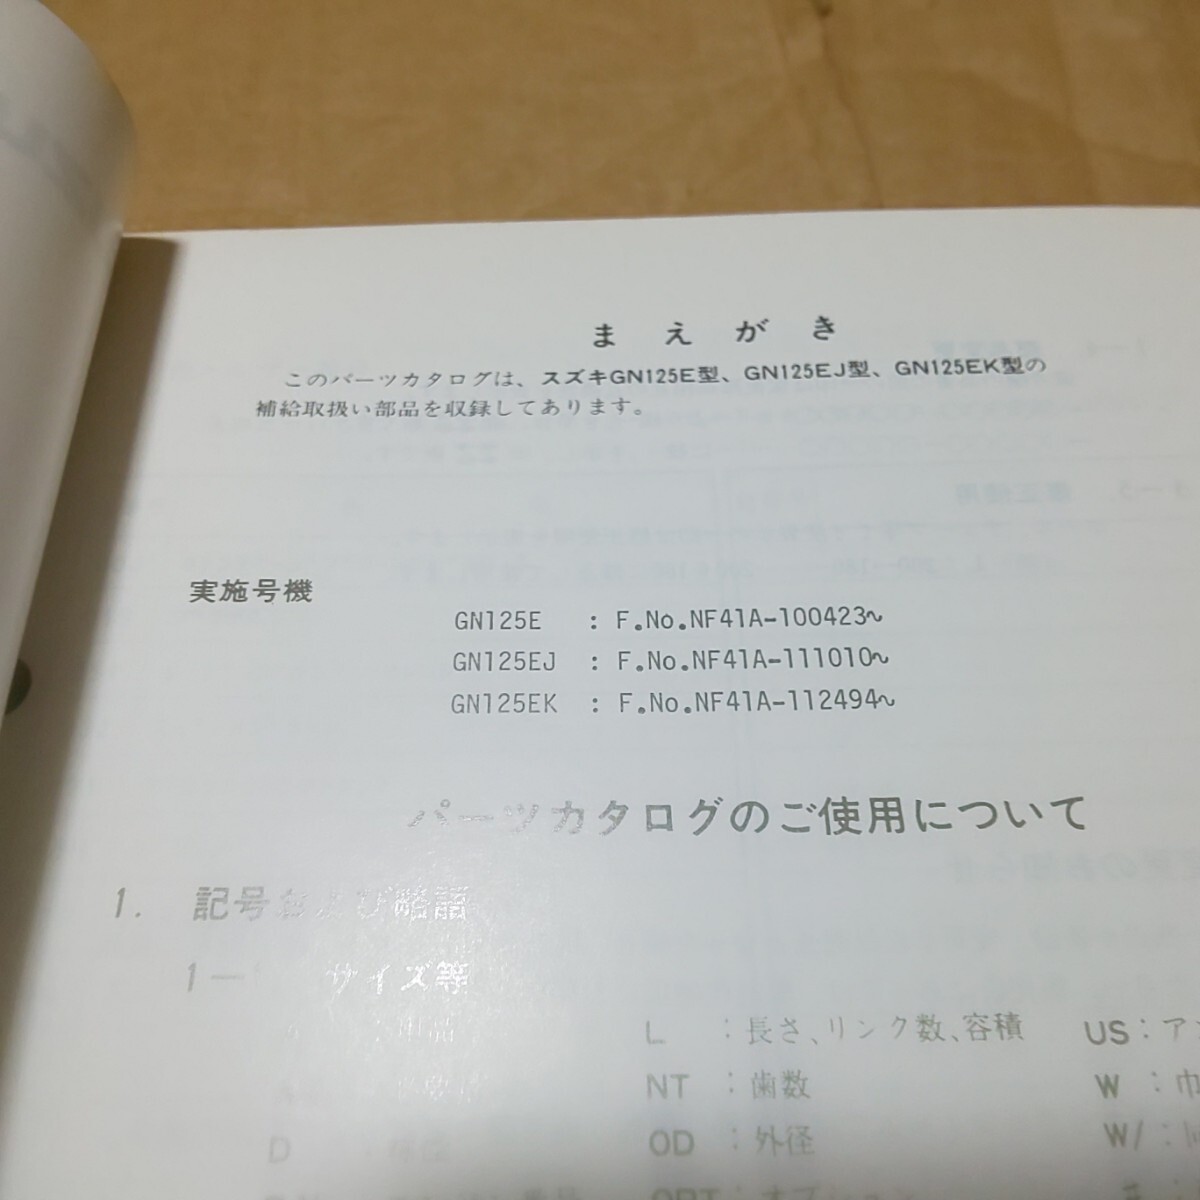 まえがき
このパーツカタログは、スズキGN125E型、GN125EJ型、GN125EK型の
補給取扱い部品を収録してあります。
実施号機
GN125E : F.No.NF41A-100423~
GN125EJ : F.No.NF41A-111010~
GN125EK : F.No.NF41A-112494~
パーツカタログのご使用について
1. 記号および略語
サイズ等
L : 長さ、リンク数、容積 US :
NT : 歯数 W : 巾
D OD : 外径 W/ :